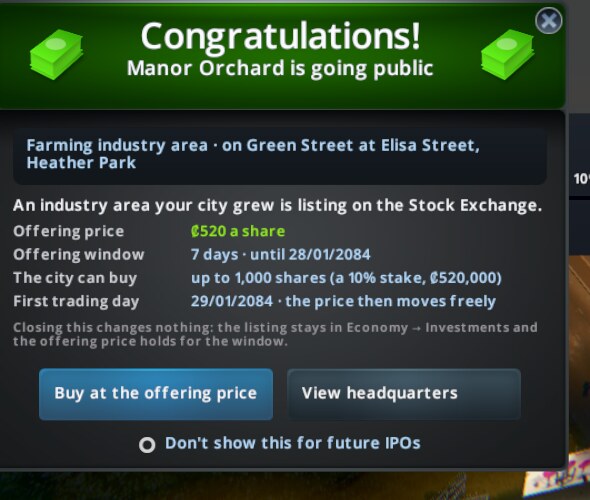 Congratulations!
Manor Orchard is going public
Farming industry area · on Green Street at Elisa Street,
Heather Park
An industry area your city grew is listing on the Stock Exchange.
Offering price ₡520 a share
Offering window 7 days · until 28/01/2084
The city can buy up to 1,000 shares (a 10% stake, ₡520,000)
First trading day 29/01/2084 · the price then moves freely
Closing this changes nothing: the listing stays in Economy → Investments and
the offering price holds for the window.
Buy at the offering price View headquarters
Don't show this for future IPOs